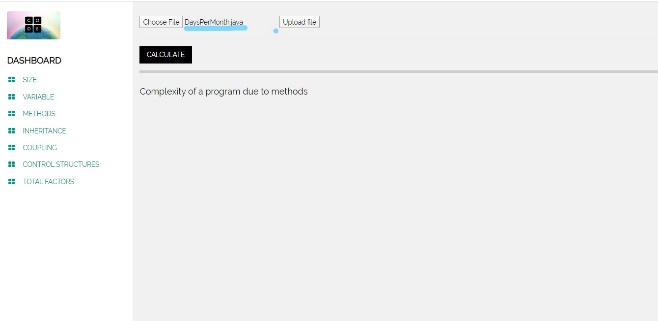 CODE
DASHBOARD
SIZE
VARIABLE
METHODS
INHERITANCE
COUPLING
CONTROL STRUCTURES
TOTAL FACTORS
Choose File DaysPerMonth.java Upload file
CALCULATE
Complexity of a program due to methods